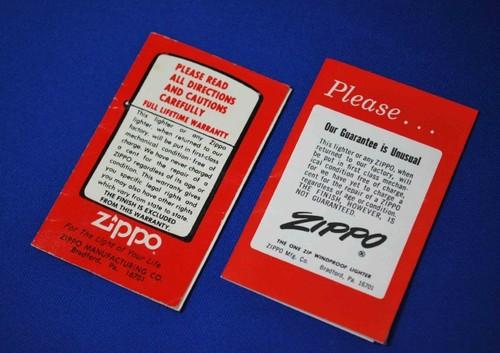 PLEASE READ
ALL DIRECTIONS
AND CAUTIONS
CAREFULLY
FULL LIFETIME WARRANTY
This lighter or any Zippo
lighter when returned to our
factory, will be put in first class
mechanical condition - free of
charge. We have never charged
a cent for the repair of a
ZIPPO regardless of its age or
condition. This warranty gives
you specific legal rights and
you may also have other rights
which vary from state to state.
THE FINISH IS EXCLUDED
FROM THIS WARRANTY.
zippo
For The Light of Your Life
ZIPPO MANUFACTURING CO.
Bradford, Pa. 16701
Please...
Our Guarantee is Unusual
This lighter or any ZIPPO, when
returned to our factory, will
be put in first class mechan-
ical condition free of charge,
for we have yet to charge a
cent for the repair of a ZIPPO
regardless of age or condition.
THE FINISH HOWEVER, IS
NOT GUARANTEED.
ZIPPO
®
THE ONE ZIP WINDPROOF LIGHTER
ZIPPO Mfg. Co. Bradford, Pa. 16701